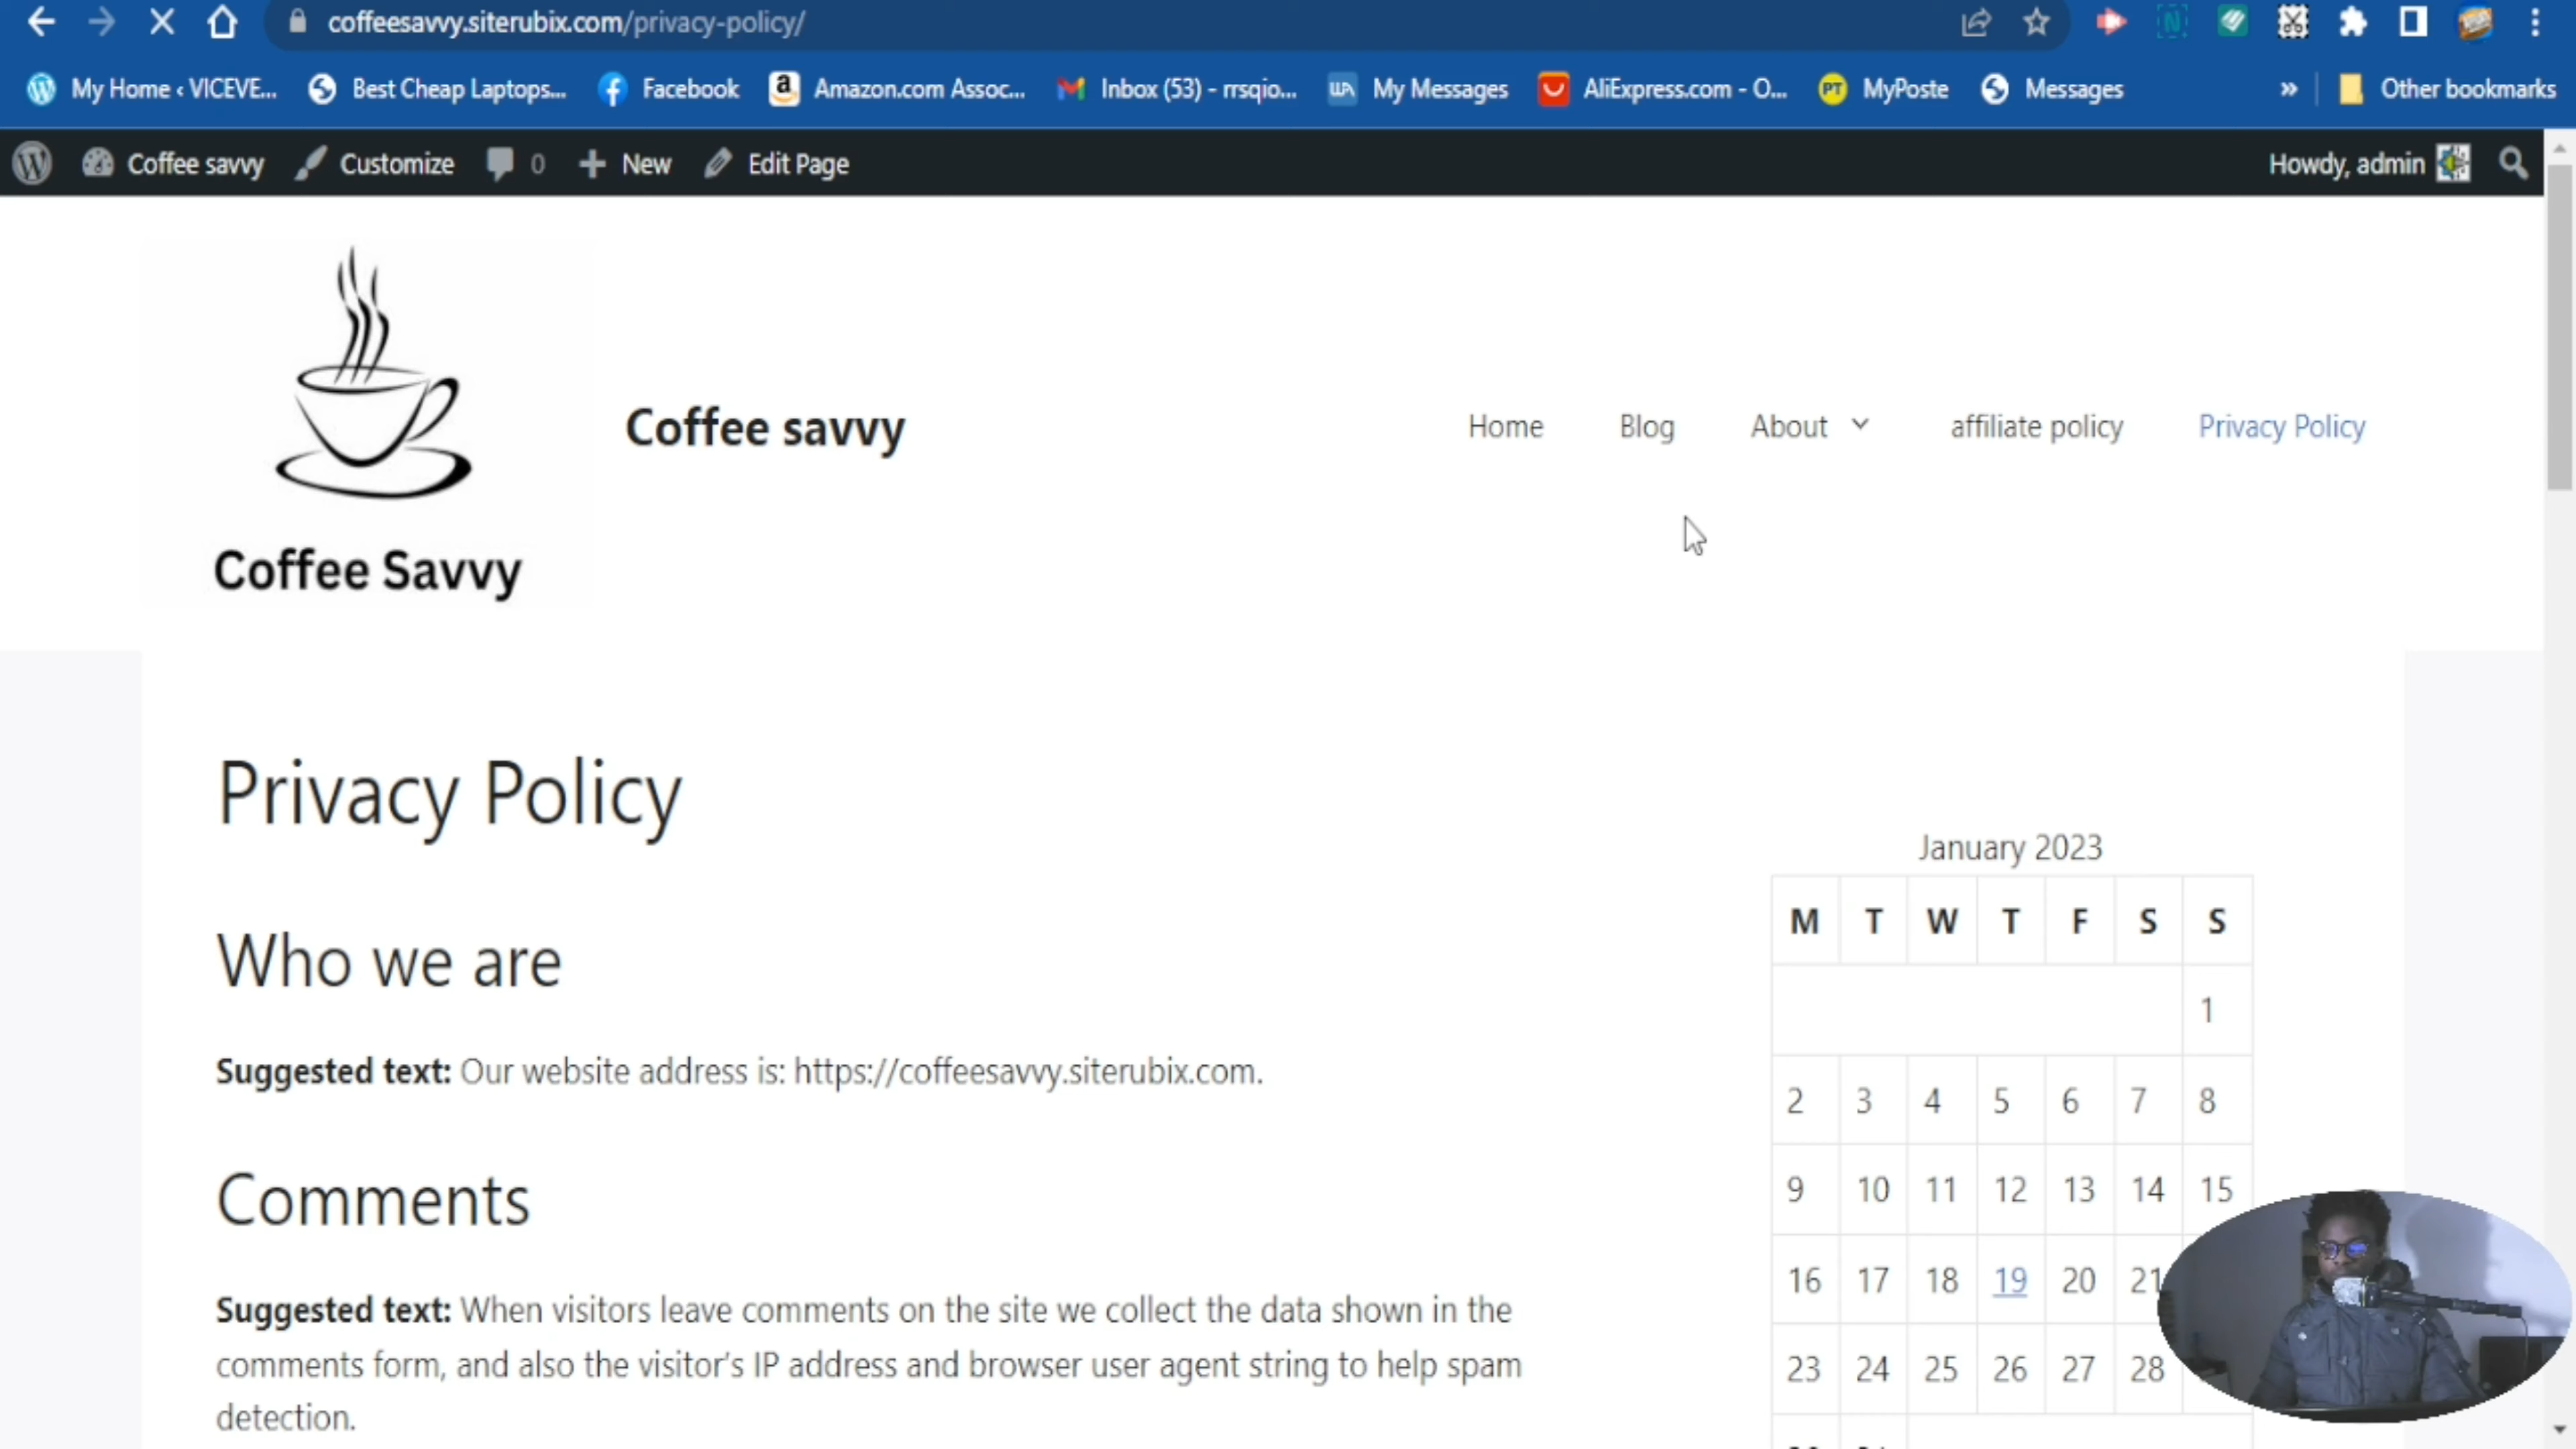 coffeesavvy.siterubix.com/privacy-policy/
My Home ‹ VICEVE... Best Cheap Laptops... Facebook Amazon.com Assoc... Inbox (53) - rrsqio... WA My Messages AliExpress.com - O... PT MyPoste Messages » Other bookmarks
Coffee savvy Customize 0 New Edit Page Howdy, admin
Coffee Savvy
Coffee savvy
Home Blog About affiliate policy Privacy Policy
Privacy Policy
Who we are
Suggested text: Our website address is: https://coffeesavvy.siterubix.com.
Comments
Suggested text: When visitors leave comments on the site we collect the data shown in the
comments form, and also the visitor’s IP address and browser user agent string to help spam
detection.
January 2023
M T W T F S S
1
2 3 4 5 6 7 8
9 10 11 12 13 14 15
16 17 18 19 20 21
23 24 25 26 27 28